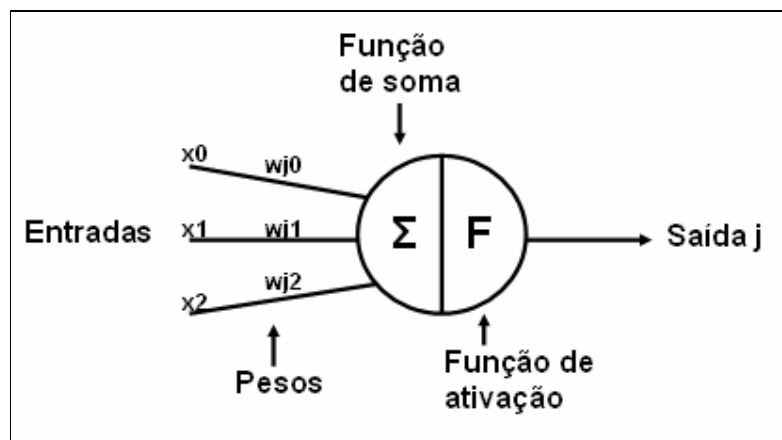 Função
de soma
x0
wj0
Entradas
x1
wj1
Σ
F
Saída j
x2
wj2
Pesos
Função de
ativação